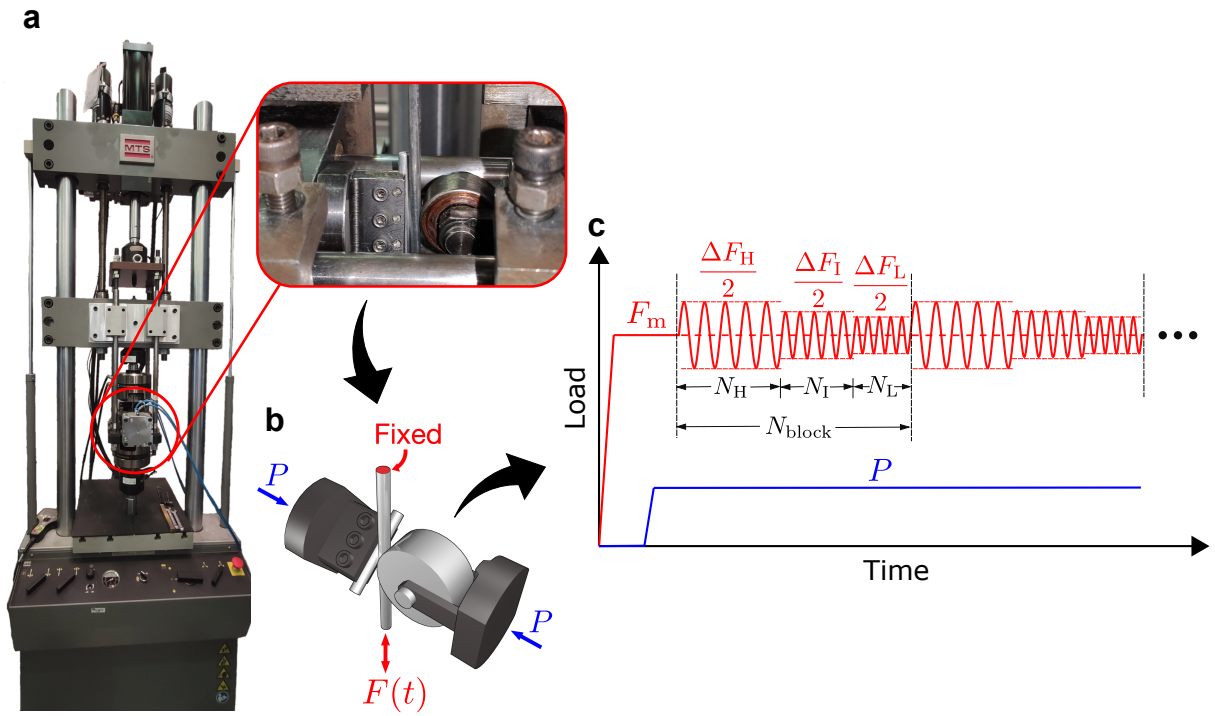 a
MTS
b
Fixed
P
P
F(t)
c
Load
F_m
ΔF_H/2
ΔF_I/2
ΔF_L/2
N_H
N_I
N_L
N_block
P
Time